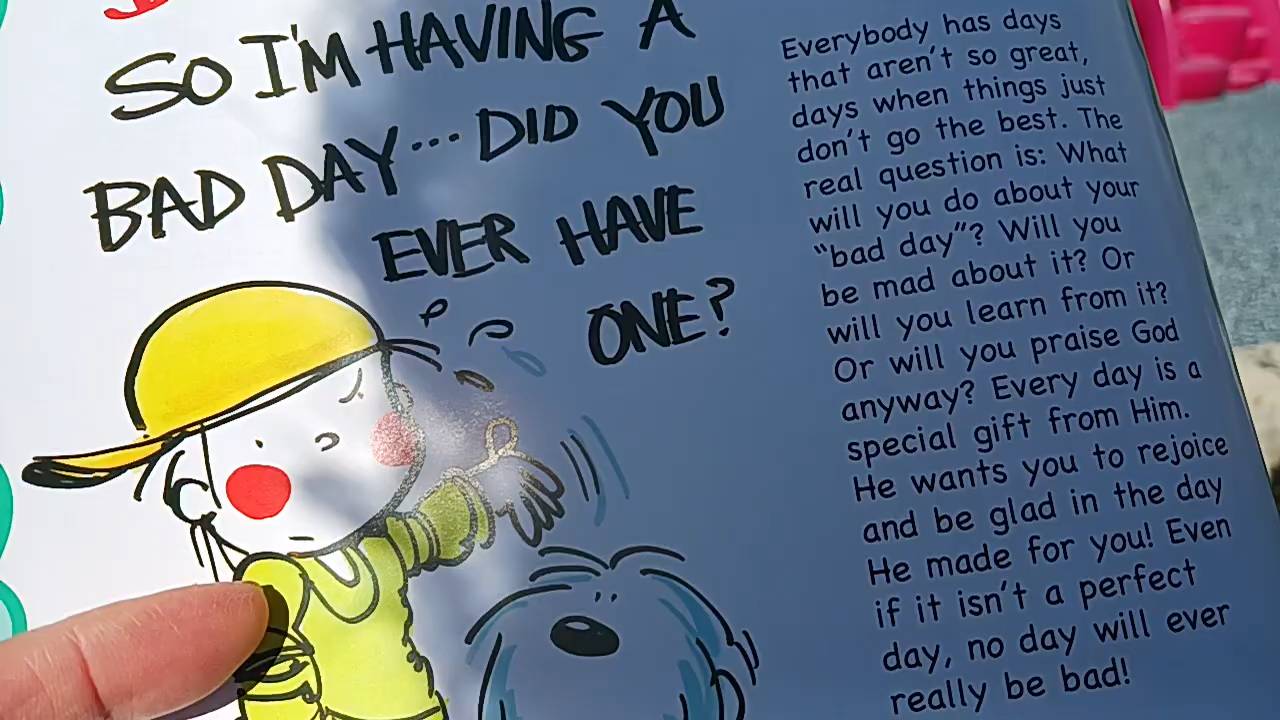 SO I'M HAVING A
BAD DAY... DID YOU
EVER HAVE
ONE?
Everybody has days
that aren't so great,
days when things just
don't go the best. The
real question is: What
will you do about your
"bad day"? Will you
be mad about it? Or
will you learn from it?
Or will you praise God
anyway? Every day is a
special gift from Him.
He wants you to rejoice
and be glad in the day
He made for you! Even
if it isn't a perfect
day, no day will ever
really be bad!